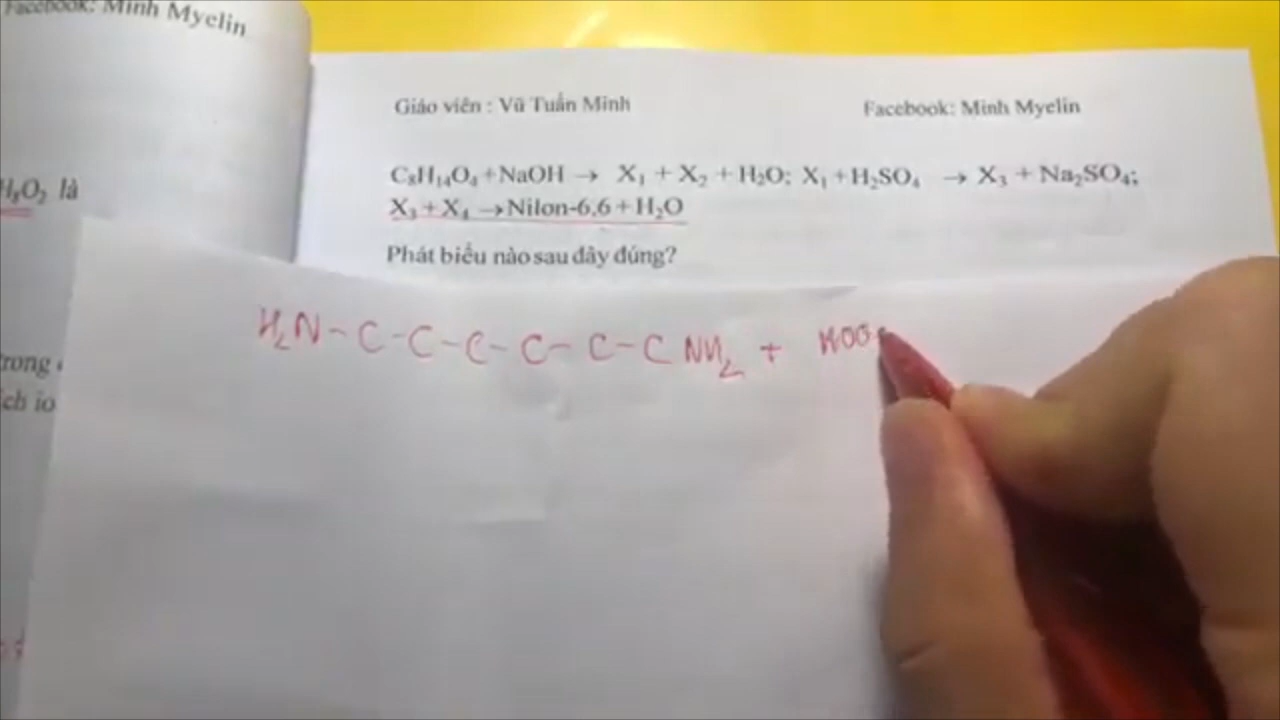 Facebook: Minh Myelin
H₈O₂ là
trong
ch io
Giáo viên : Vũ Tuấn Minh Facebook: Minh Myelin
C₈H₁₄O₄ + NaOH → X₁ + X₂ + H₂O; X₁ + H₂SO₄ → X₃ + Na₂SO₄;
X₃ + X₄ → Nilon-6,6 + H₂O
Phát biểu nào sau đây đúng?
H₂N - C - C - C - C - C - C NH₂ + HOO